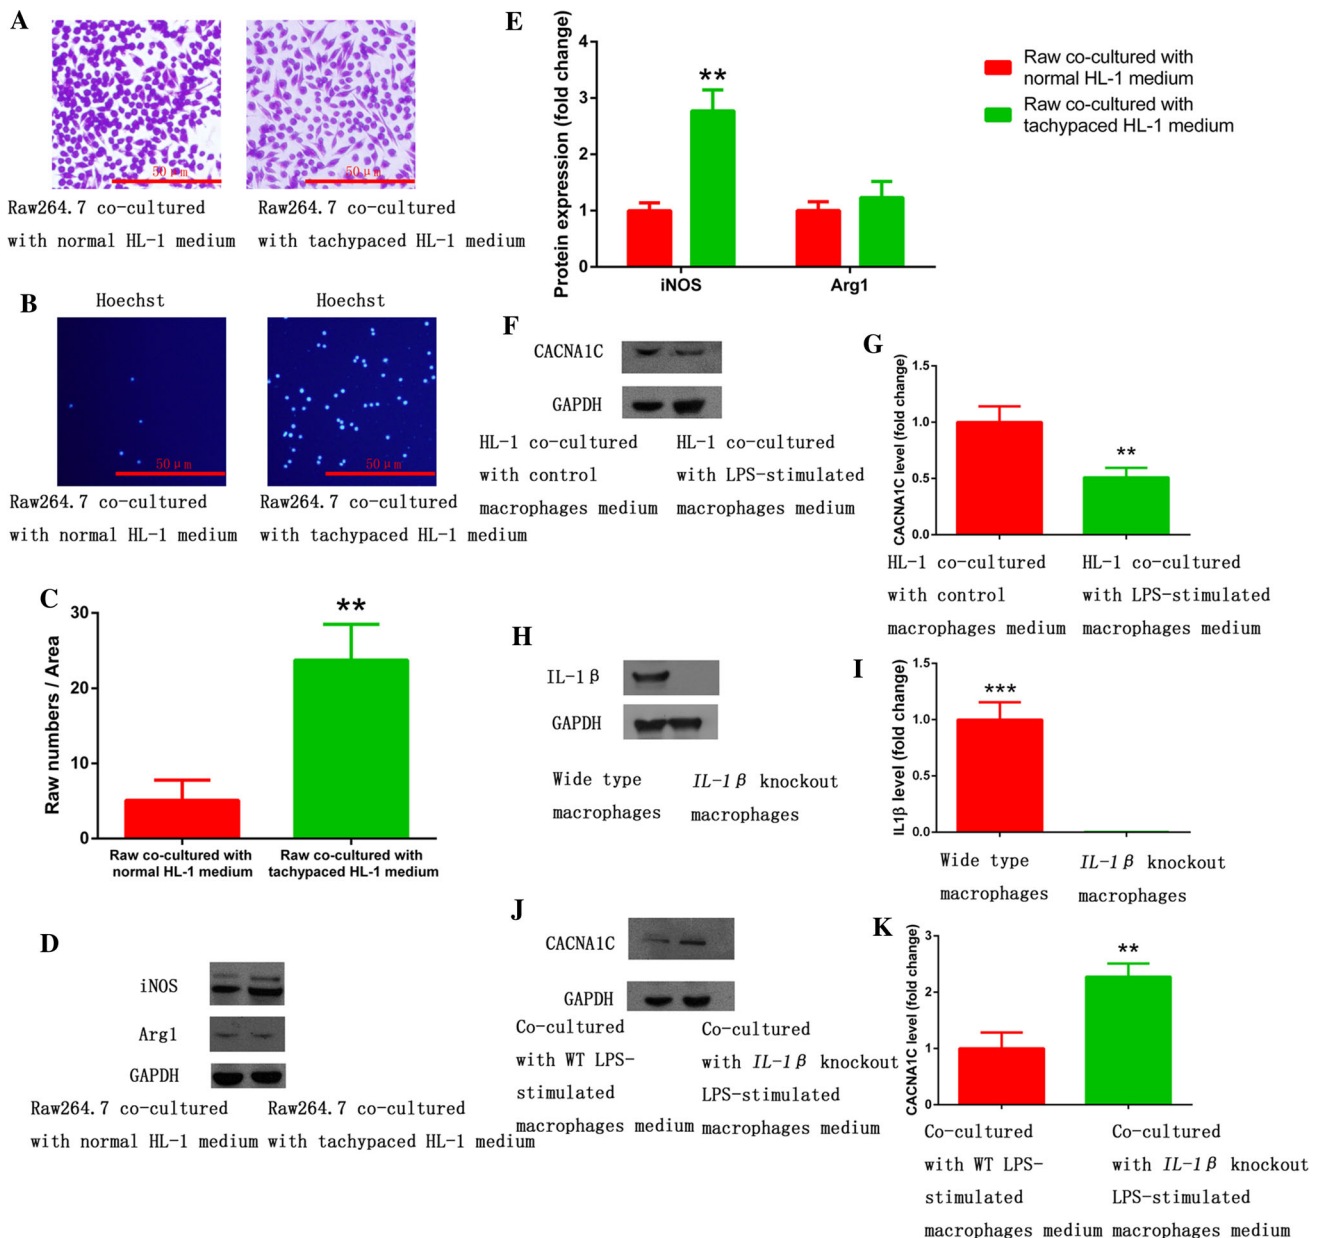 A
50μm
50μm
Raw264.7 co-cultured
with normal HL-1 medium
Raw264.7 co-cultured
with tachypaced HL-1 medium
B
Hoechst
Hoechst
50μm
50μm
Raw264.7 co-cultured
with normal HL-1 medium
Raw264.7 co-cultured
with tachypaced HL-1 medium
C
Raw numbers / Area
30
20
10
0
**
Raw co-cultured with
normal HL-1 medium
Raw co-cultured with
tachypaced HL-1 medium
D
iNOS
Arg1
GAPDH
Raw264.7 co-cultured
with normal HL-1 medium
Raw264.7 co-cultured
with tachypaced HL-1 medium
E
Protein expression (fold change)
4
3
2
1
0
**
iNOS
Arg1
Raw co-cultured with
normal HL-1 medium
Raw co-cultured with
tachypaced HL-1 medium
F
CACNA1C
GAPDH
HL-1 co-cultured
with control
macrophages medium
HL-1 co-cultured
with LPS-stimulated
macrophages medium
G
CACNA1C level (fold change)
1.5
1.0
0.5
0.0
**
HL-1 co-cultured
with control
macrophages medium
HL-1 co-cultured
with LPS-stimulated
macrophages medium
H
IL-1β
GAPDH
Wide type
macrophages
IL-1β knockout
macrophages
I
IL1β level (fold change)
1.5
1.0
0.5
0.0
***
Wide type
macrophages
IL-1β knockout
macrophages
J
CACNA1C
GAPDH
Co-cultured
with WT LPS-
stimulated
macrophages medium
Co-cultured
with IL-1β knockout
LPS-stimulated
macrophages medium
K
CACNA1C level (fold change)
3
2
1
0
**
Co-cultured
with WT LPS-
stimulated
macrophages medium
Co-cultured
with IL-1β knockout
LPS-stimulated
macrophages medium